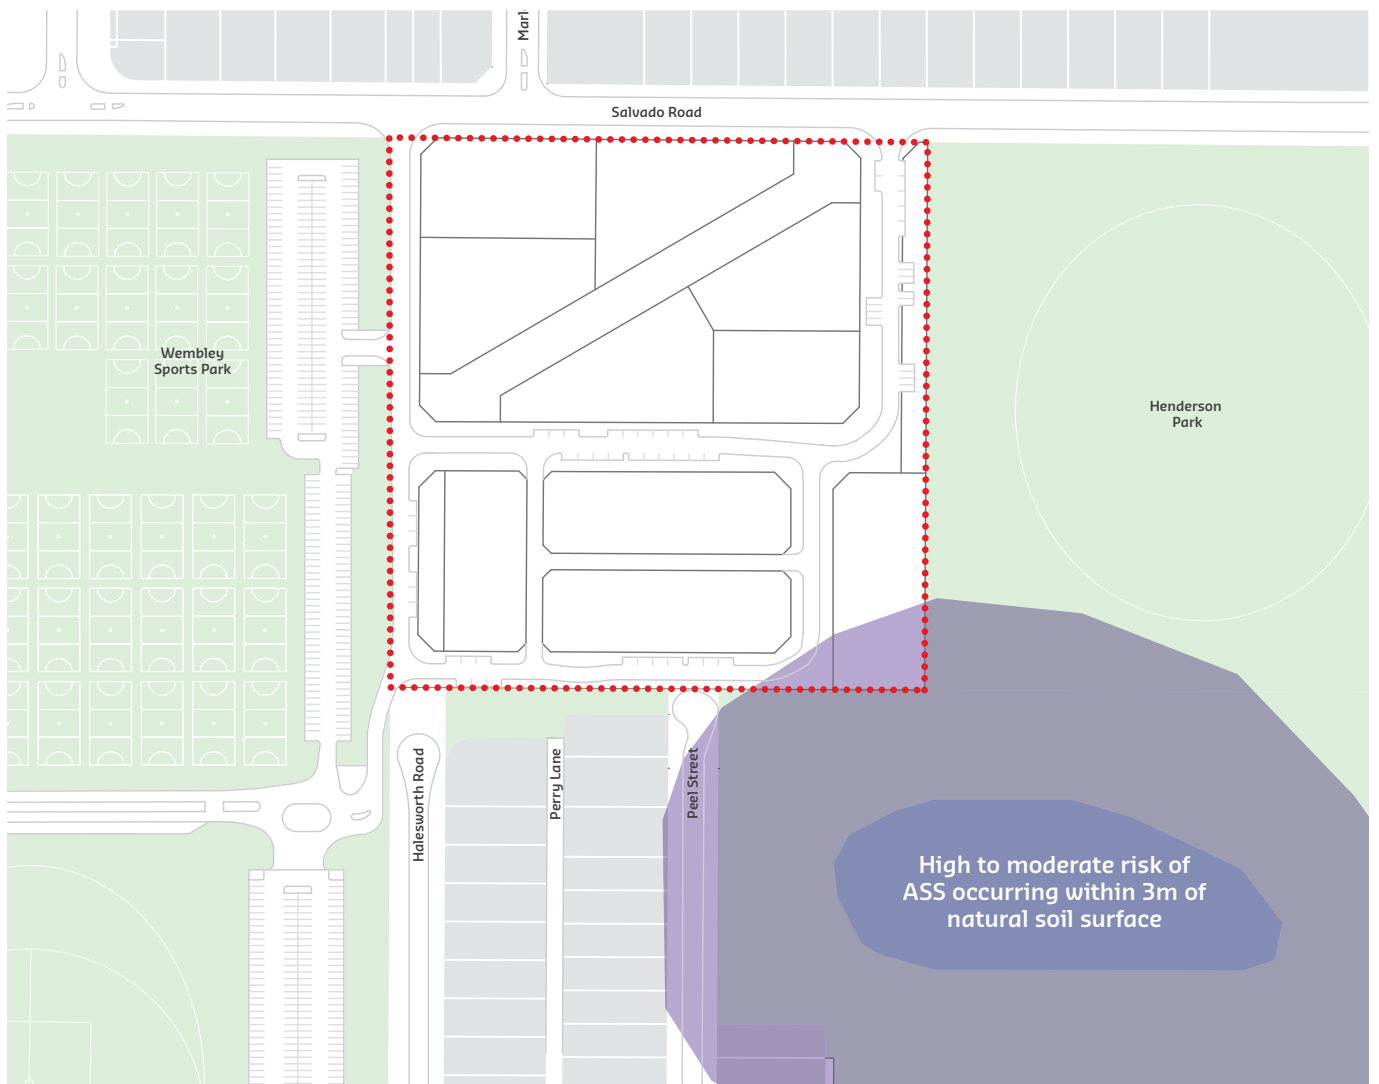 Salvado Road
Wembley
Sports Park
Henderson
Park
Halesworth Road
Perry Lane
Peel Street
High to moderate risk of
ASS occurring within 3m of
natural soil surface